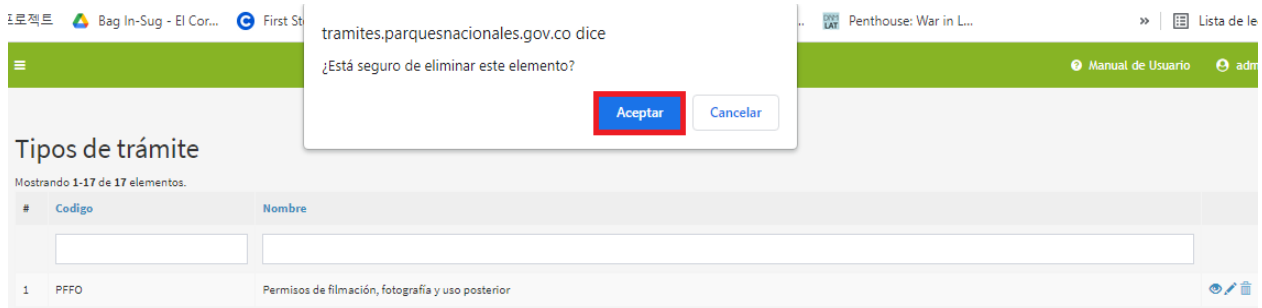 프로젝트 Bag In-Sug - El Cor... First St .. Penthouse: War in L... » Lista de le
tramites.parquesnacionales.gov.co dice
¿Está seguro de eliminar este elemento?
Manual de Usuario adm
Aceptar Cancelar
Tipos de trámite
Mostrando 1-17 de 17 elementos.
# Codigo Nombre
1 PFFO Permisos de filmación, fotografía y uso posterior